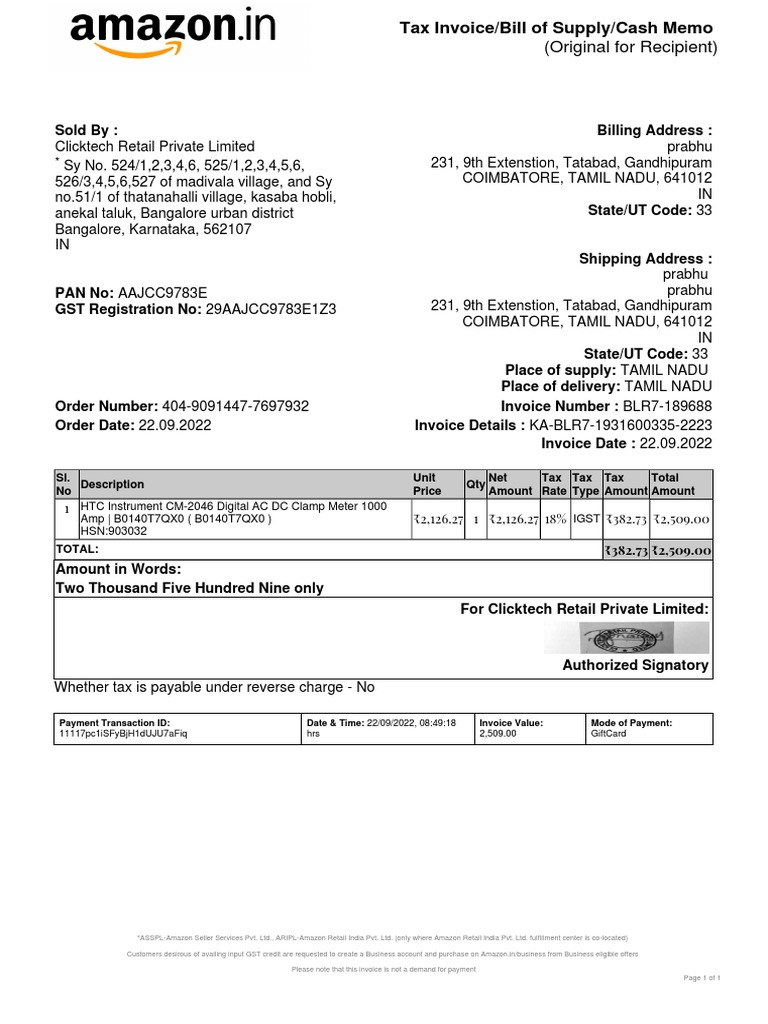 amazon.in
Tax Invoice/Bill of Supply/Cash Memo
(Original for Recipient)
Sold By :
Clicktech Retail Private Limited
* Sy No. 524/1,2,3,4,6, 525/1,2,3,4,5,6,
526/3,4,5,6,527 of madivala village, and Sy
no.51/1 of thatanahalli village, kasaba hobli,
anekal taluk, Bangalore urban district
Bangalore, Karnataka, 562107
IN
PAN No: AAJCC9783E
GST Registration No: 29AAJCC9783E1Z3
Billing Address :
prabhu
231, 9th Extenstion, Tatabad, Gandhipuram
COIMBATORE, TAMIL NADU, 641012
IN
State/UT Code: 33
Shipping Address :
prabhu
prabhu
231, 9th Extenstion, Tatabad, Gandhipuram
COIMBATORE, TAMIL NADU, 641012
IN
State/UT Code: 33
Place of supply: TAMIL NADU
Place of delivery: TAMIL NADU
Order Number: 404-9091447-7697932
Order Date: 22.09.2022
Invoice Number : BLR7-189688
Invoice Details : KA-BLR7-1931600335-2223
Invoice Date : 22.09.2022
Sl. No Description Unit Price Qty Net Amount Tax Rate Tax Type Tax Amount Total Amount
1 HTC Instrument CM-2046 Digital AC DC Clamp Meter 1000
Amp | B0140T7QX0 ( B0140T7QX0 ) ₹2,126.27 1 ₹2,126.27 18% IGST ₹382.73 ₹2,509.00
HSN:903032
TOTAL: ₹382.73 ₹2,509.00
Amount in Words:
Two Thousand Five Hundred Nine only
For Clicktech Retail Private Limited:
Authorized Signatory
Whether tax is payable under reverse charge - No
Payment Transaction ID: Date & Time: 22/09/2022, 08:49:18 Invoice Value: Mode of Payment:
11117pc1iSFyBjH1dUJU7aFiq hrs 2,509.00 GiftCard
*ASSPL-Amazon Seller Services Pvt. Ltd., ARIPL-Amazon Retail India Pvt. Ltd. (only where Amazon Retail India Pvt. Ltd. fulfillment center is co-located)
Customers desirous of availing input GST credit are requested to create a Business account and purchase on Amazon.in/business from Business eligible offers
Please note that this invoice is not a demand for payment
Page 1 of 1